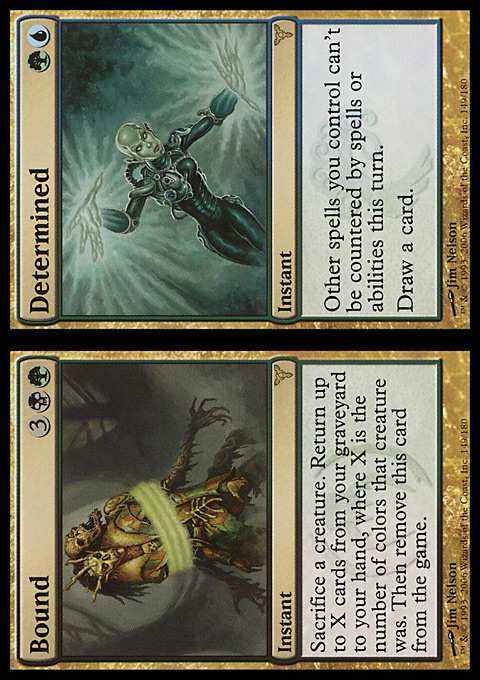 Bound 3
Instant
Sacrifice a creature. Return up
to X cards from your graveyard
to your hand, where X is the
number of colors that creature
was. Then remove this card
from the game.
Jim Nelson
™ & © 1993–2006 Wizards of the Coast, Inc. 149/180
Determined
Instant
Other spells you control can't
be countered by spells or
abilities this turn.
Draw a card.
Jim Nelson
™ & © 1993–2006 Wizards of the Coast, Inc. 149/180